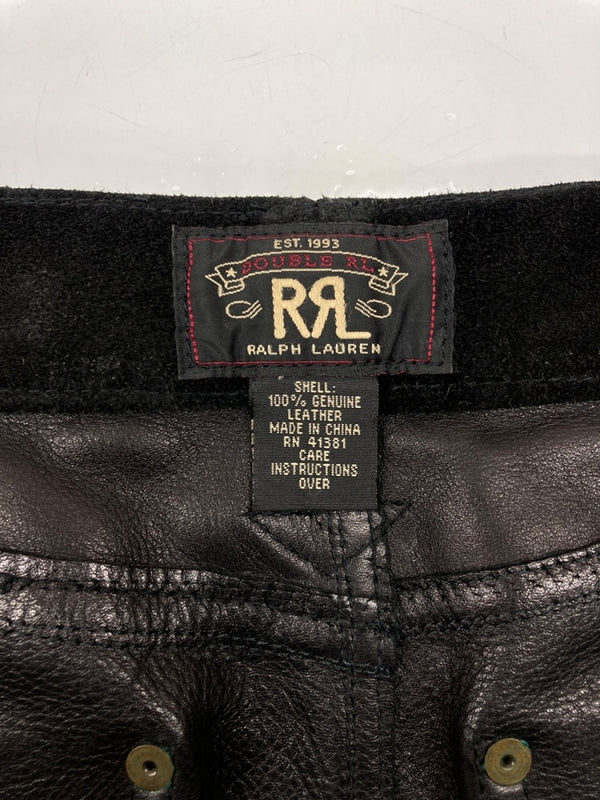 EST. 1993
DOUBLE RL
RRL
RALPH LAUREN
SHELL:
100% GENUINE
LEATHER
MADE IN CHINA
RN 41381
CARE
INSTRUCTIONS
OVER